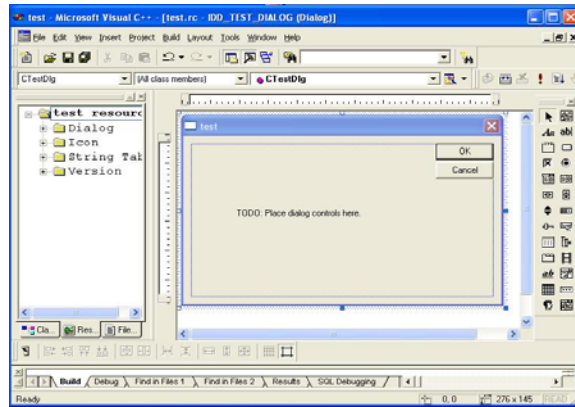 test - Microsoft Visual C++ - [test.rc - IDD_TEST_DIALOG (Dialog)]
File Edit View Insert Project Build Layout Tools Window Help
CTestDlg [All class members] CTestDlg
test resourc
Dialog
Icon
String Tab
Version
test
OK
Cancel
TODO: Place dialog controls here.
Aa ab|
Cla... Res... File...
Build Debug Find in Files 1 Find in Files 2 Results SQL Debugging
Ready 0, 0 276 x 145 READ